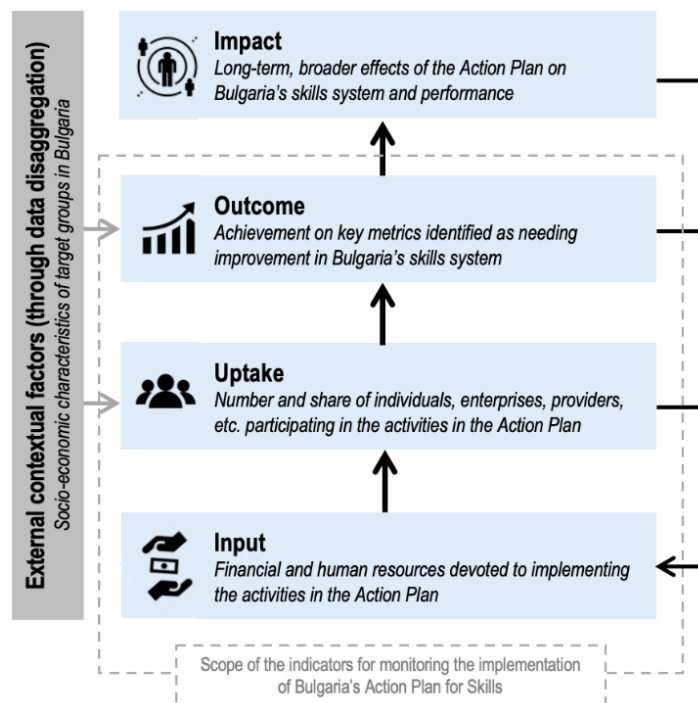 External contextual factors (through data disaggregation)
Socio-economic characteristics of target groups in Bulgaria
Impact
Long-term, broader effects of the Action Plan on
Bulgaria’s skills system and performance
Outcome
Achievement on key metrics identified as needing
improvement in Bulgaria’s skills system
Uptake
Number and share of individuals, enterprises, providers,
etc. participating in the activities in the Action Plan
Input
Financial and human resources devoted to implementing
the activities in the Action Plan
Scope of the indicators for monitoring the implementation
of Bulgaria’s Action Plan for Skills